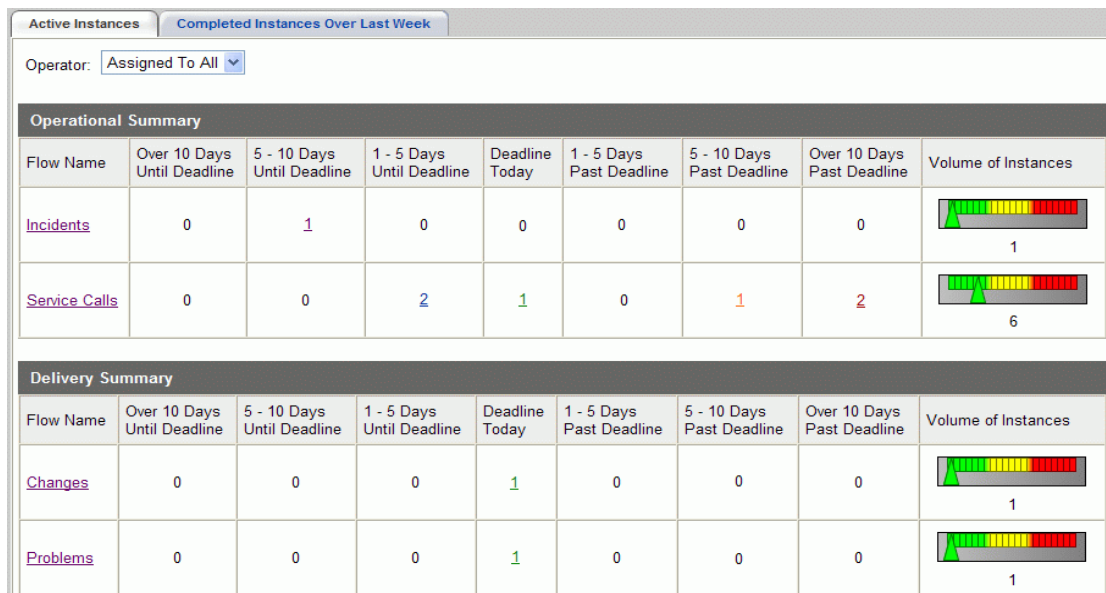 Active Instances Completed Instances Over Last Week
Operator: Assigned To All
Operational Summary
Flow Name Over 10 Days Until Deadline 5 - 10 Days Until Deadline 1 - 5 Days Until Deadline Deadline Today 1 - 5 Days Past Deadline 5 - 10 Days Past Deadline Over 10 Days Past Deadline Volume of Instances
Incidents 0 1 0 0 0 0 0 1
Service Calls 0 0 2 1 0 1 2 6
Delivery Summary
Flow Name Over 10 Days Until Deadline 5 - 10 Days Until Deadline 1 - 5 Days Until Deadline Deadline Today 1 - 5 Days Past Deadline 5 - 10 Days Past Deadline Over 10 Days Past Deadline Volume of Instances
Changes 0 0 0 1 0 0 0 1
Problems 0 0 0 1 0 0 0 1